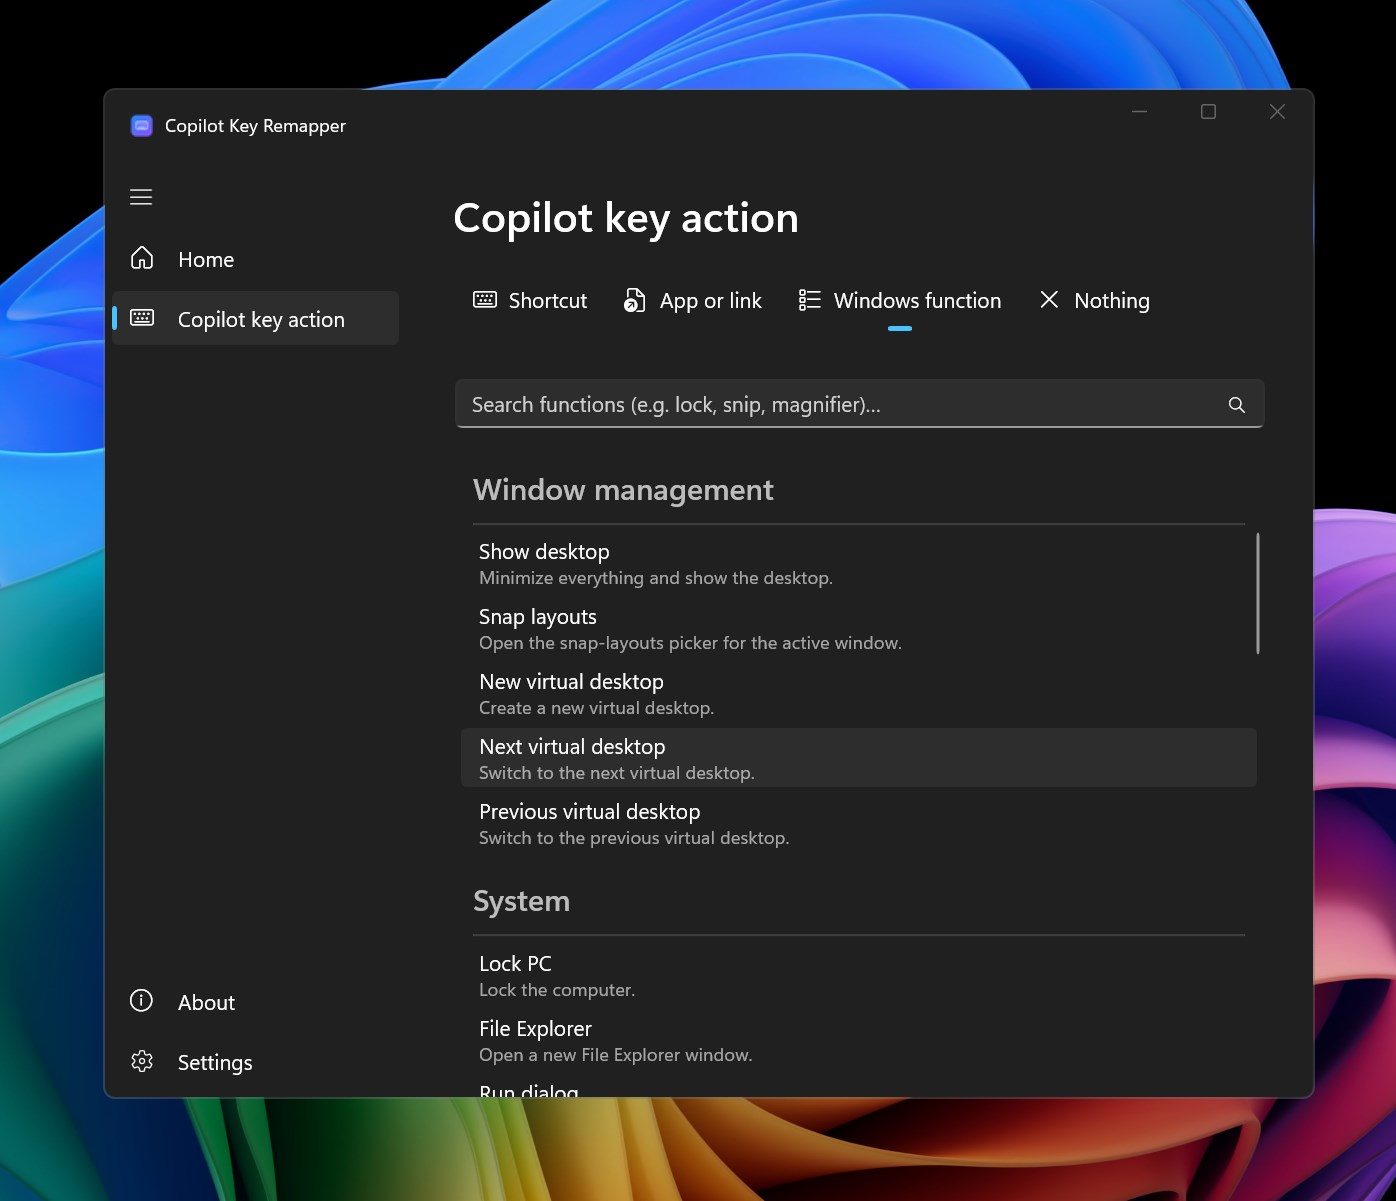 Copilot Key Remapper
Home
Copilot key action
About
Settings
Copilot key action
Shortcut
App or link
Windows function
Nothing
Search functions (e.g. lock, snip, magnifier)...
Window management
Show desktop
Minimize everything and show the desktop.
Snap layouts
Open the snap-layouts picker for the active window.
New virtual desktop
Create a new virtual desktop.
Next virtual desktop
Switch to the next virtual desktop.
Previous virtual desktop
Switch to the previous virtual desktop.
System
Lock PC
Lock the computer.
File Explorer
Open a new File Explorer window.
Run dialog